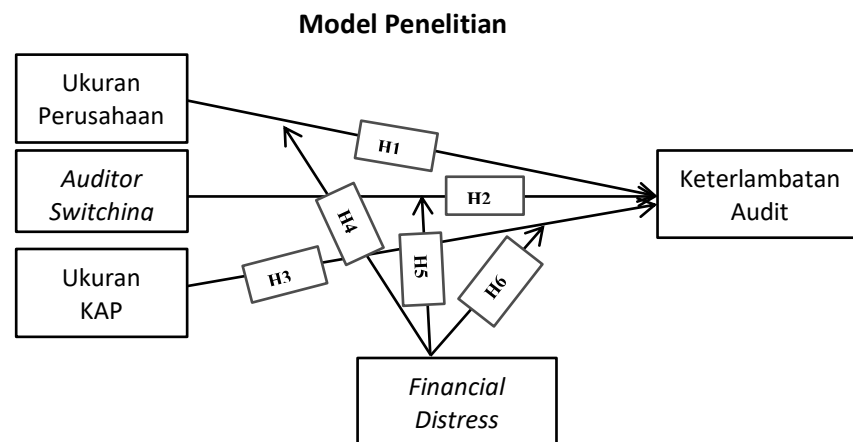 Model Penelitian
Ukuran
Perusahaan
H1
Auditor
Switching
H2
Keterlambatan
Audit
H4
H5
Ukuran
KAP
H3
H6
Financial
Distress